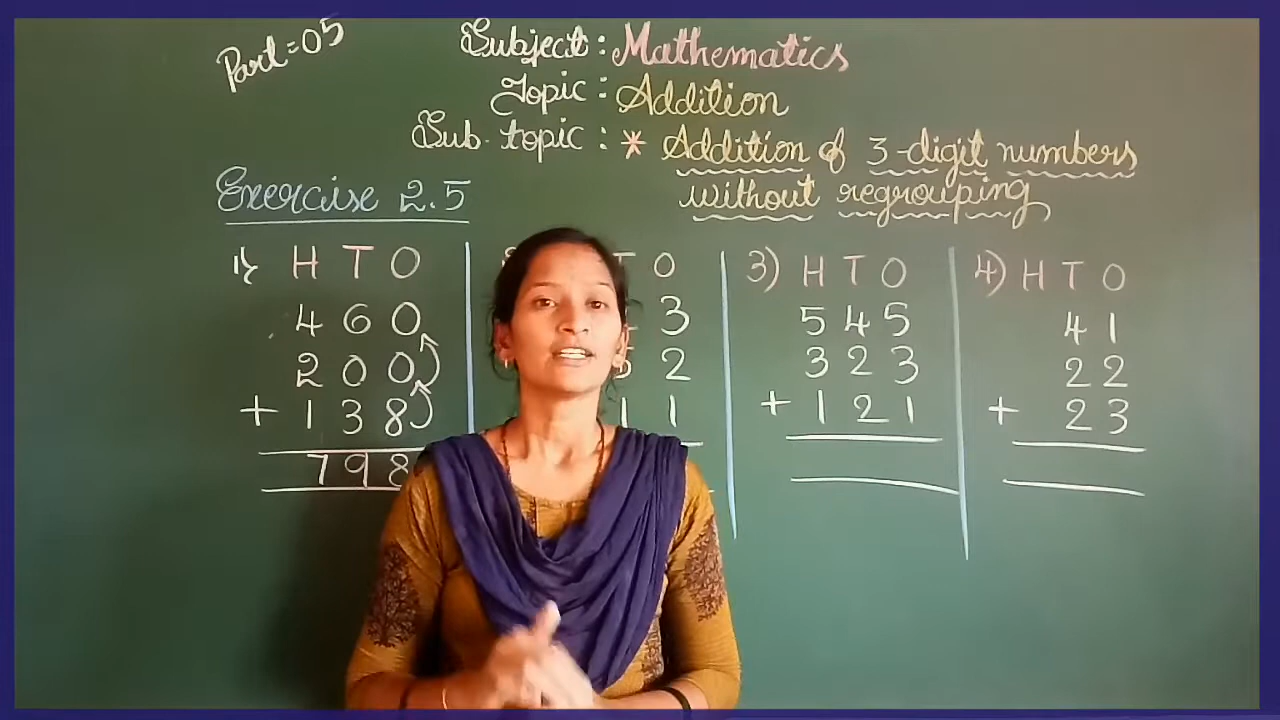 Part=05
Subject : Mathematics
Topic : Addition
Sub. topic : * Addition of 3-digit numbers
without regrouping
Exercise 2.5
1) H T O
4 6 0
2 0 0
+ 1 3 8
7 9 8
T O
3
5 2
1 1
3) H T O
5 4 5
3 2 3
+ 1 2 1
4) H T O
4 1
2 2
+ 2 3